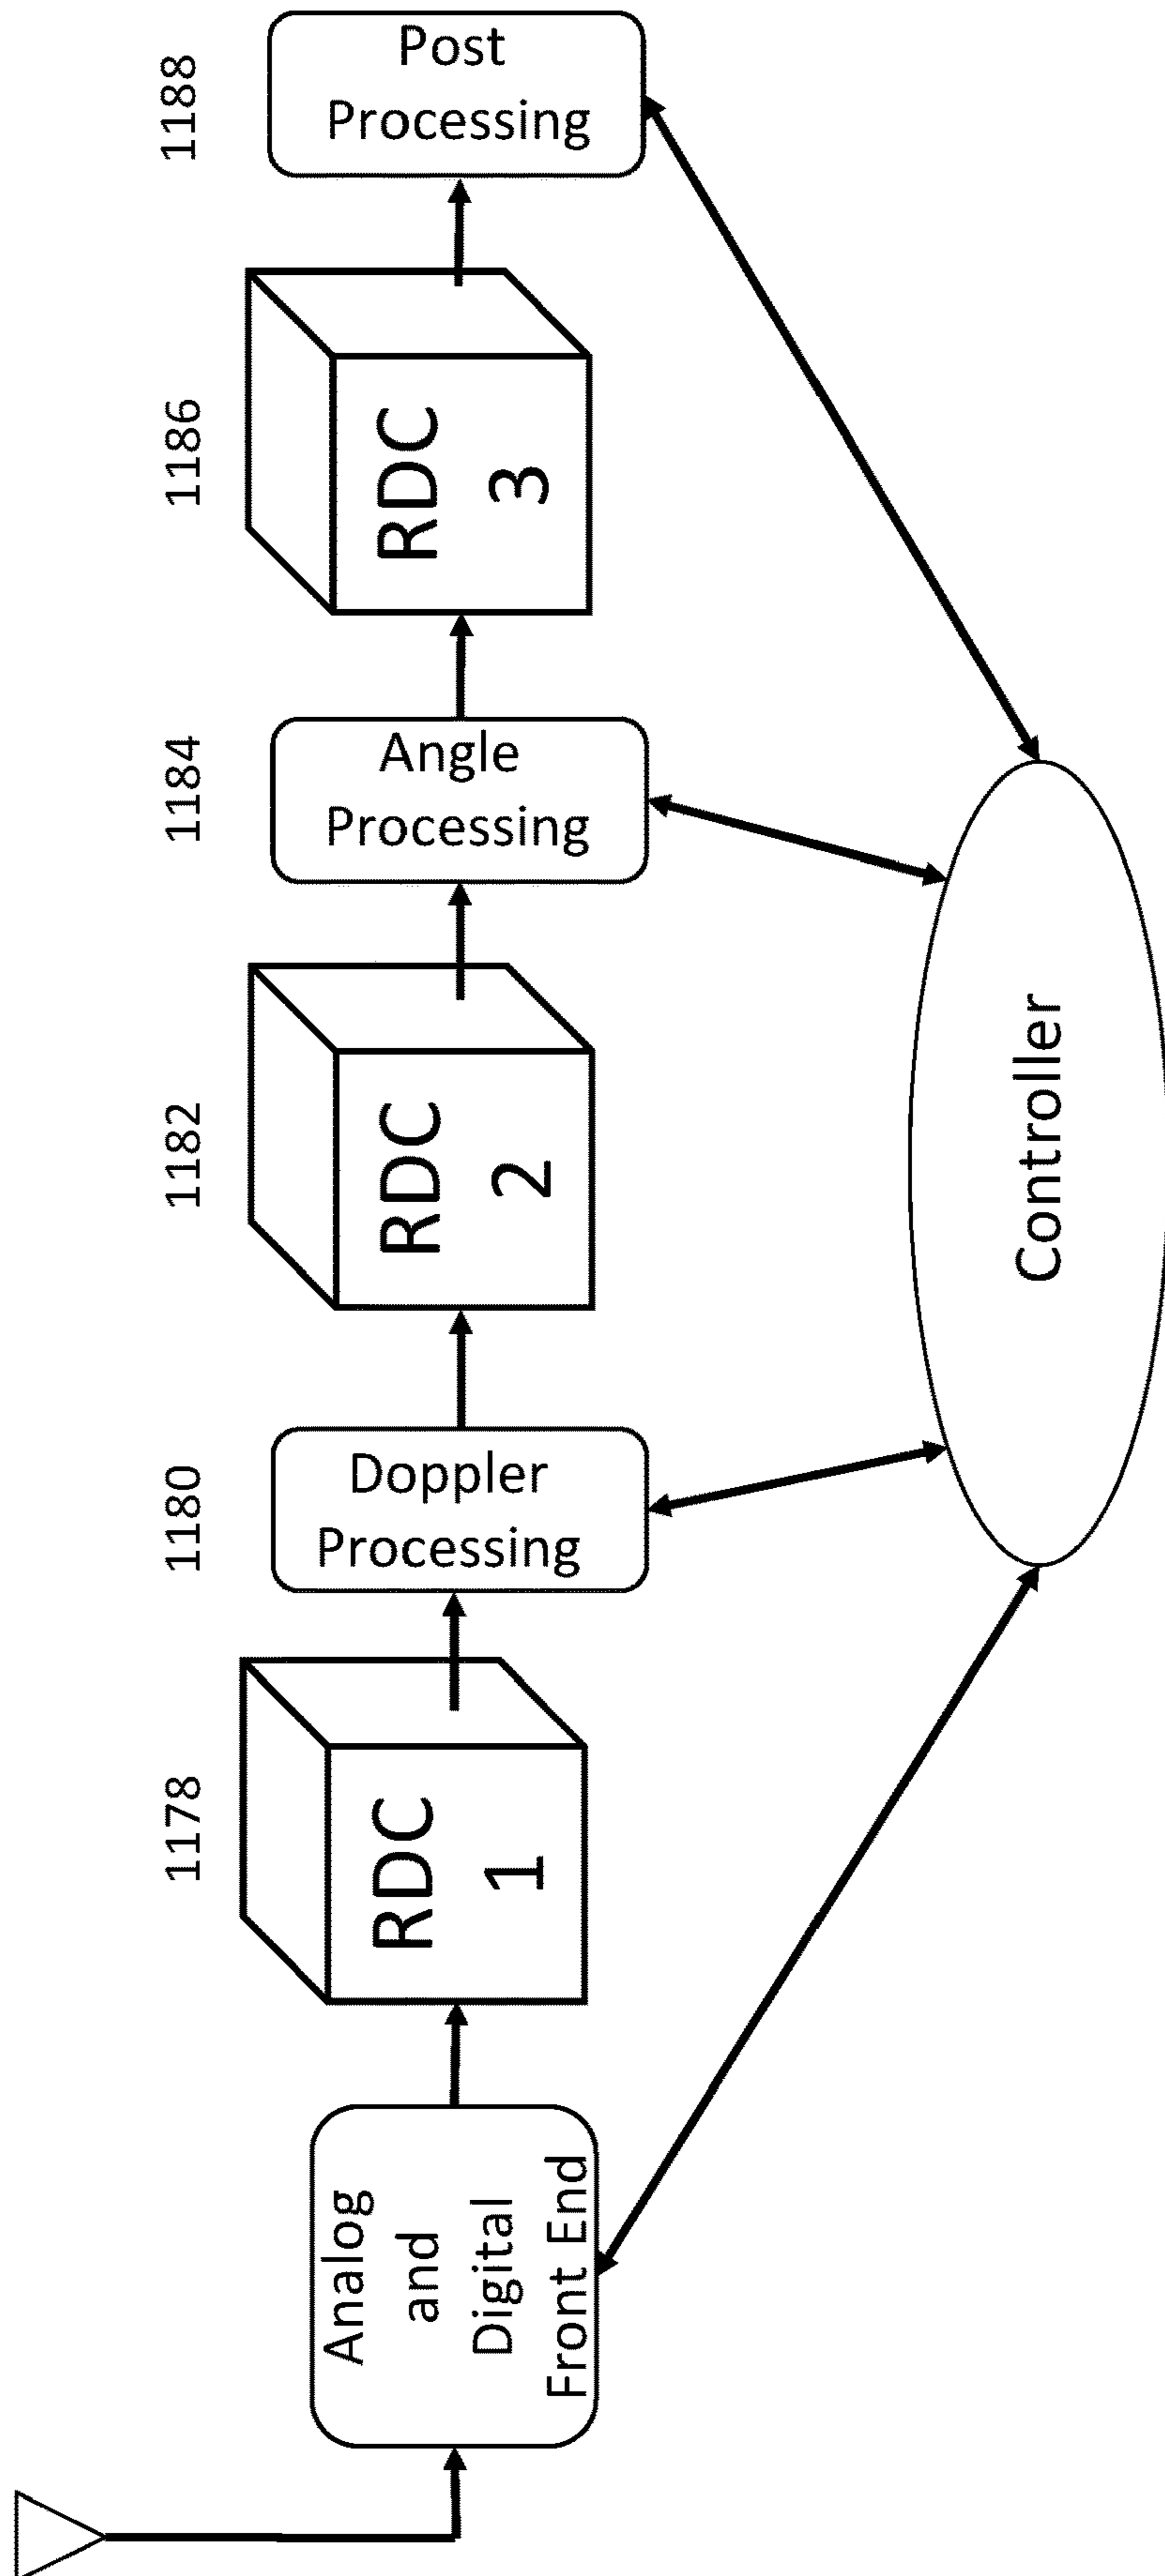 Analog
and
Digital
Front End
1178
RDC
1
1180
Doppler
Processing
1182
RDC
2
1184
Angle
Processing
1186
RDC
3
1188
Post
Processing
Controller